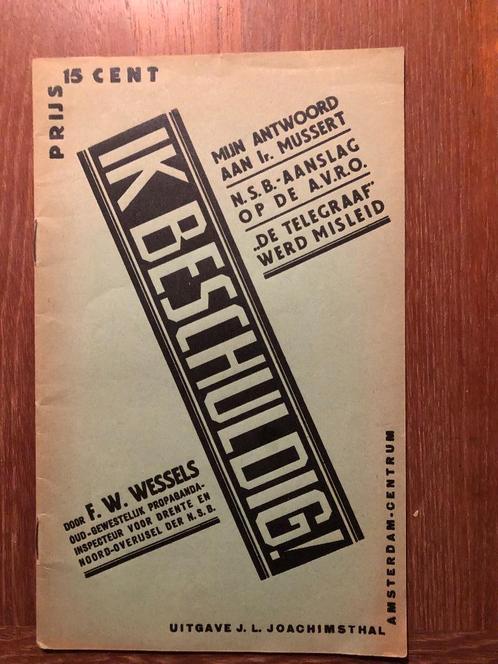 PRIJS 15 CENT
MIJN ANTWOORD
AAN Ir. MUSSERT
N.S.B.-AANSLAG
OP DE A.V.R.O.
„DE TELEGRAAF”
WERD MISLEID
IK BESCHULDIG!
DOOR F. W. WESSELS
OUD-GEWESTELIJK PROPAGANDA-
INSPECTEUR VOOR DRENTE EN
NOORD-OVERIJSEL DER N.S.B.
UITGAVE J. L. JOACHIMSTHAL
AMSTERDAM-CENTRUM